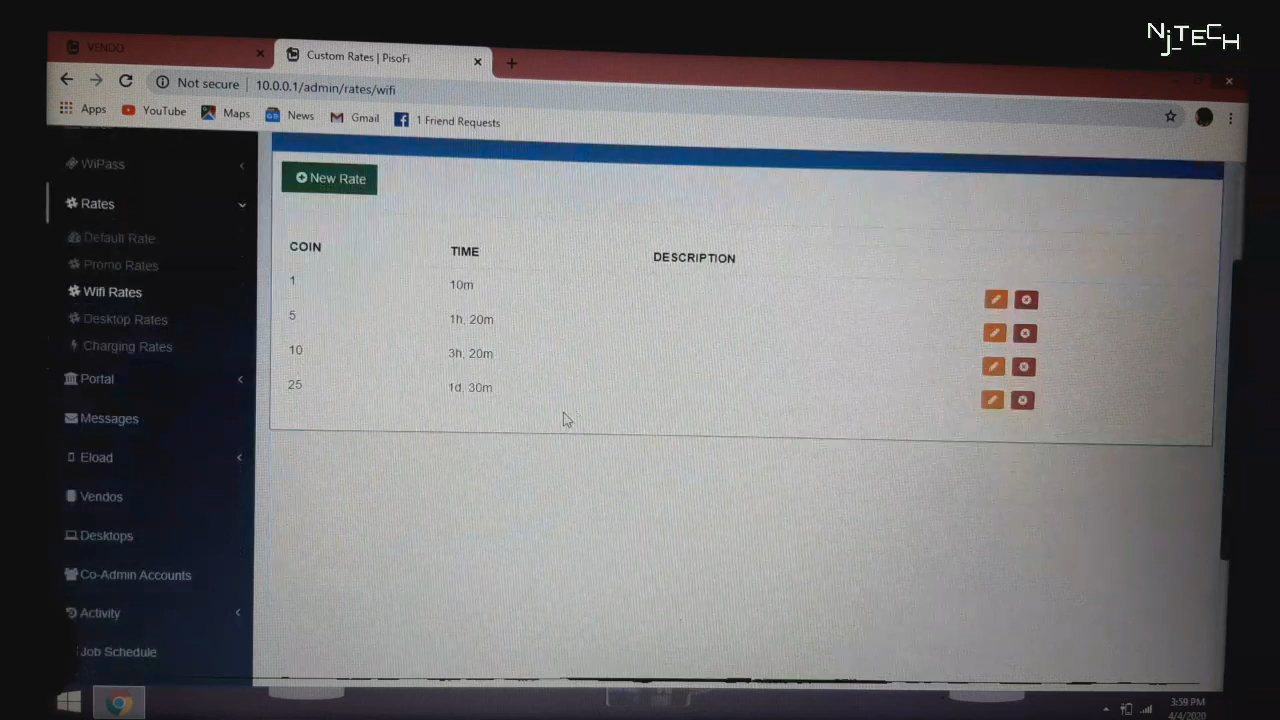 NJ_TECH
VENDO
Custom Rates | PisoFi
Not secure
10.0.0.1/admin/rates/wifi
Apps
YouTube
Maps
News
Gmail
1 Friend Requests
WiPass
Rates
Default Rate
Promo Rates
Wifi Rates
Desktop Rates
Charging Rates
Portal
Messages
Eload
Vendos
Desktops
Co-Admin Accounts
Activity
Job Schedule
New Rate
COIN TIME DESCRIPTION
1 10m
5 1h, 20m
10 3h, 20m
25 1d, 30m
3:59 PM
4/4/2020